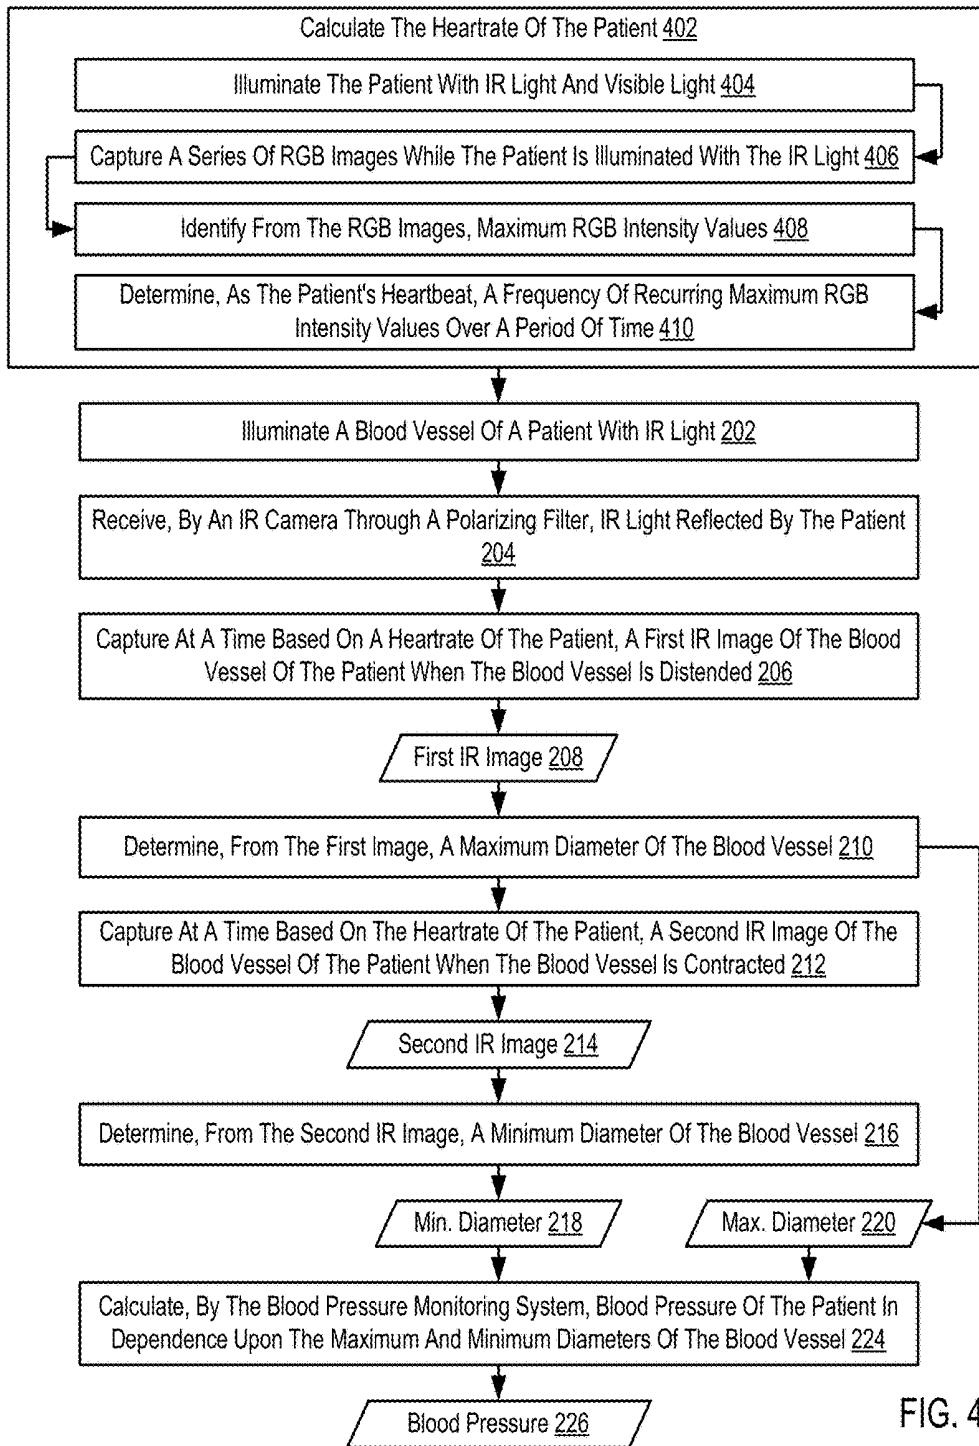 Calculate The Heartrate Of The Patient 402
Illuminate The Patient With IR Light And Visible Light 404
Capture A Series Of RGB Images While The Patient Is Illuminated With The IR Light 406
Identify From The RGB Images, Maximum RGB Intensity Values 408
Determine, As The Patient's Heartbeat, A Frequency Of Recurring Maximum RGB
Intensity Values Over A Period Of Time 410
Illuminate A Blood Vessel Of A Patient With IR Light 202
Receive, By An IR Camera Through A Polarizing Filter, IR Light Reflected By The Patient
204
Capture At A Time Based On A Heartrate Of The Patient, A First IR Image Of The Blood
Vessel Of The Patient When The Blood Vessel Is Distended 206
First IR Image 208
Determine, From The First Image, A Maximum Diameter Of The Blood Vessel 210
Capture At A Time Based On The Heartrate Of The Patient, A Second IR Image Of The
Blood Vessel Of The Patient When The Blood Vessel Is Contracted 212
Second IR Image 214
Determine, From The Second IR Image, A Minimum Diameter Of The Blood Vessel 216
Min. Diameter 218
Max. Diameter 220
Calculate, By The Blood Pressure Monitoring System, Blood Pressure Of The Patient In
Dependence Upon The Maximum And Minimum Diameters Of The Blood Vessel 224
Blood Pressure 226
FIG. 4